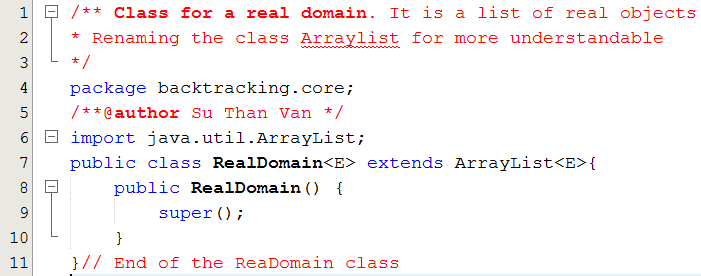 1 /** Class for a real domain. It is a list of real objects
2 * Renaming the class Arraylist for more understandable
3 */
4 package backtracking.core;
5 /**@author Su Than Van */
6 import java.util.ArrayList;
7 public class RealDomain<E> extends ArrayList<E>{
8 public RealDomain() {
9 super();
10 }
11 }// End of the ReaDomain class